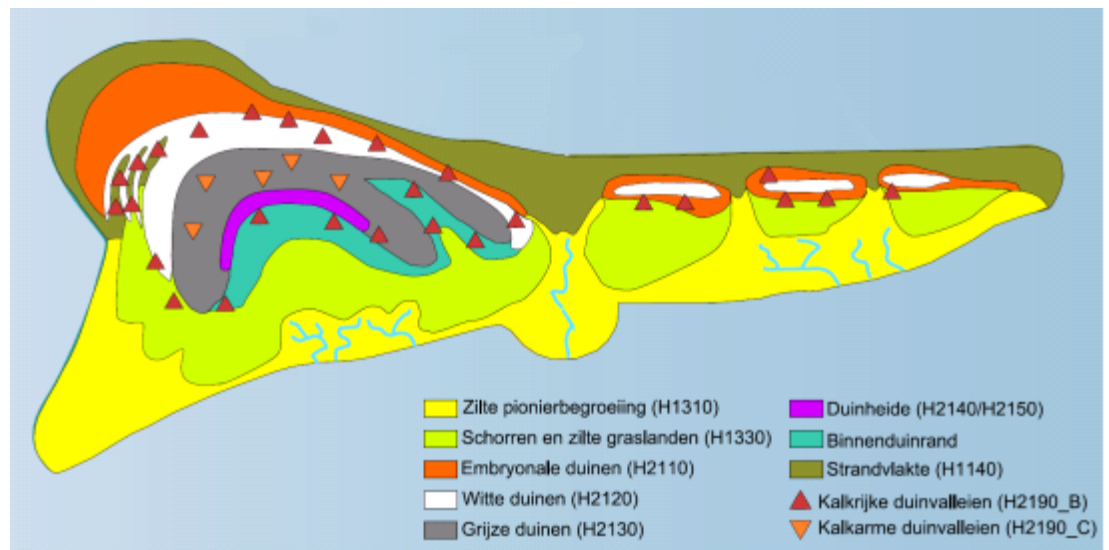 Zilte pionierbegroeiing (H1310)
Schorren en zilte graslanden (H1330)
Embryonale duinen (H2110)
Witte duinen (H2120)
Grijze duinen (H2130)
Duinheide (H2140/H2150)
Binnenduinrand
Strandvlakte (H1140)
Kalkrijke duinvalleien (H2190_B)
Kalkarme duinvalleien (H2190_C)